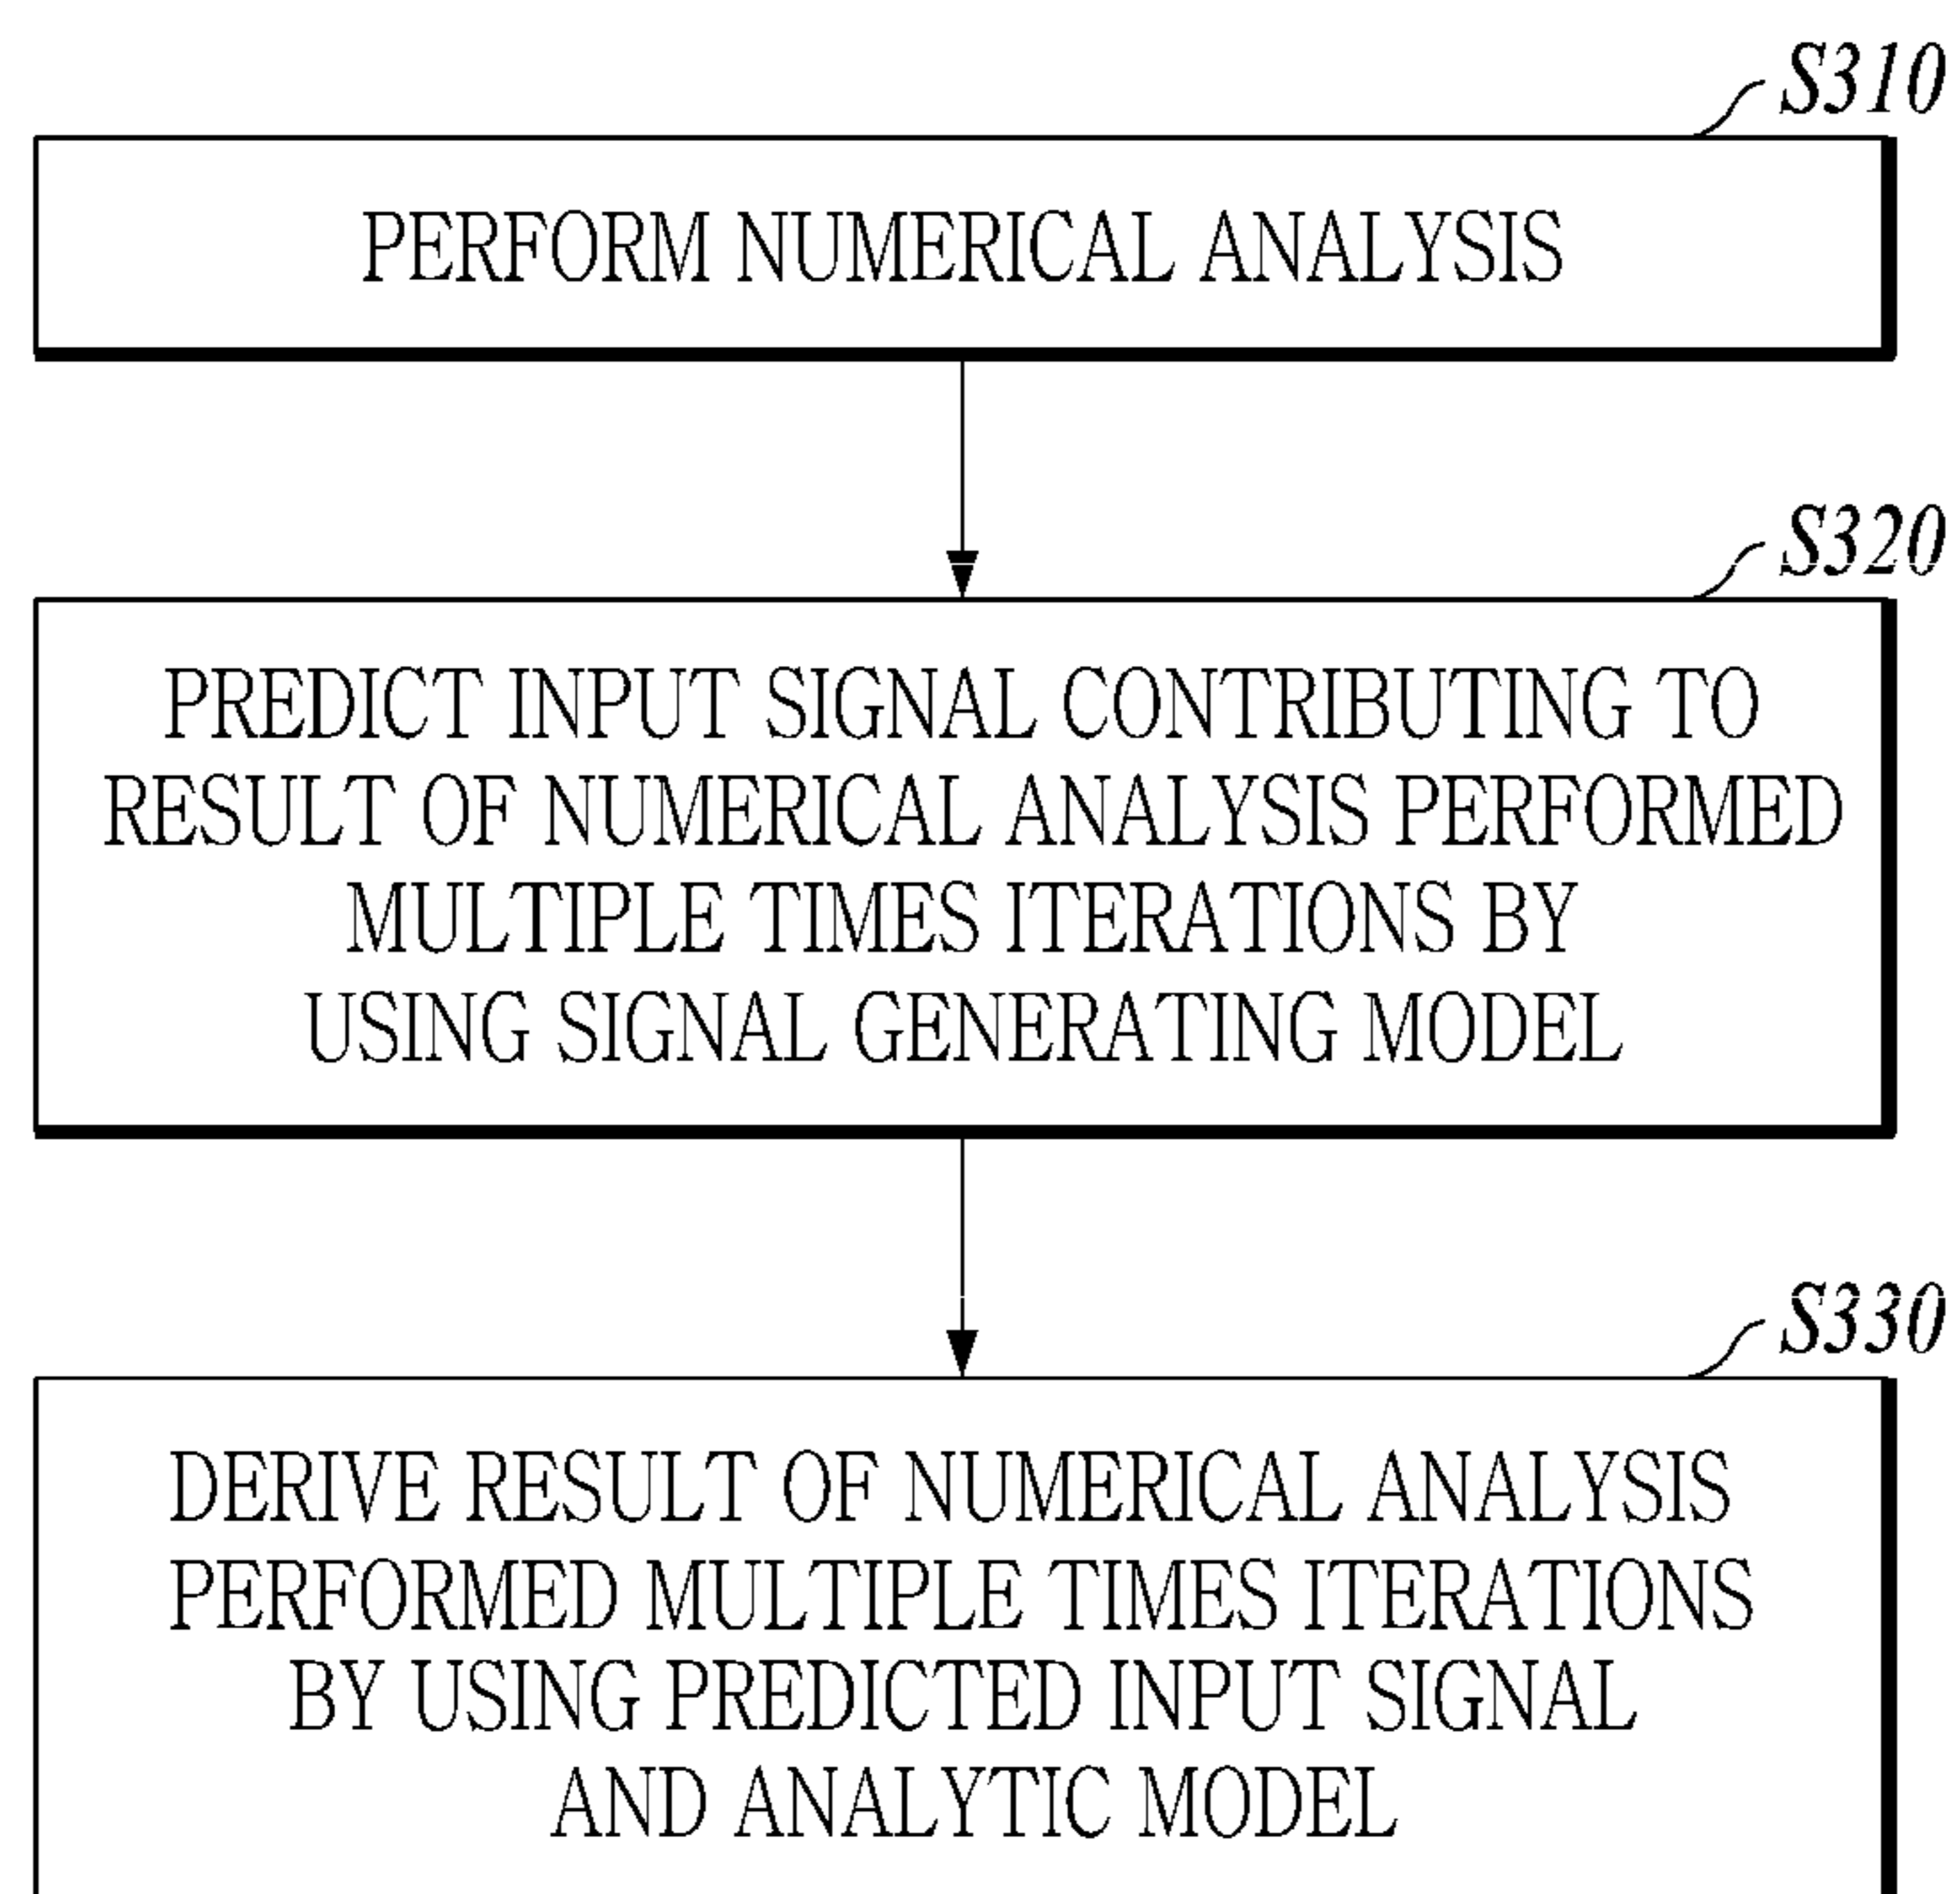 S310
PERFORM NUMERICAL ANALYSIS
S320
PREDICT INPUT SIGNAL CONTRIBUTING TO
RESULT OF NUMERICAL ANALYSIS PERFORMED
MULTIPLE TIMES ITERATIONS BY
USING SIGNAL GENERATING MODEL
S330
DERIVE RESULT OF NUMERICAL ANALYSIS
PERFORMED MULTIPLE TIMES ITERATIONS
BY USING PREDICTED INPUT SIGNAL
AND ANALYTIC MODEL